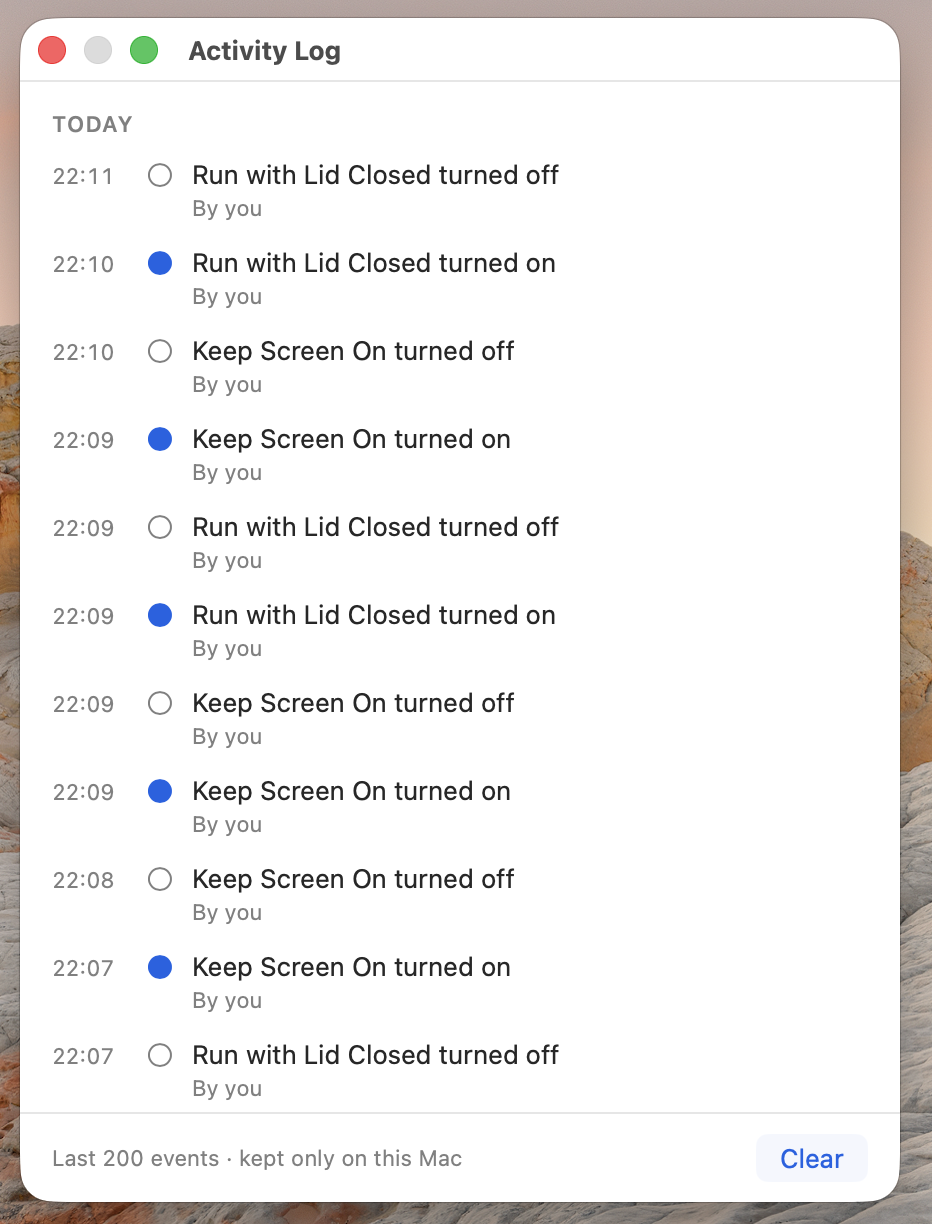 Activity Log
TODAY
22:11 Run with Lid Closed turned off
By you
22:10 Run with Lid Closed turned on
By you
22:10 Keep Screen On turned off
By you
22:09 Keep Screen On turned on
By you
22:09 Run with Lid Closed turned off
By you
22:09 Run with Lid Closed turned on
By you
22:09 Keep Screen On turned off
By you
22:09 Keep Screen On turned on
By you
22:08 Keep Screen On turned off
By you
22:07 Keep Screen On turned on
By you
22:07 Run with Lid Closed turned off
By you
Last 200 events · kept only on this Mac
Clear